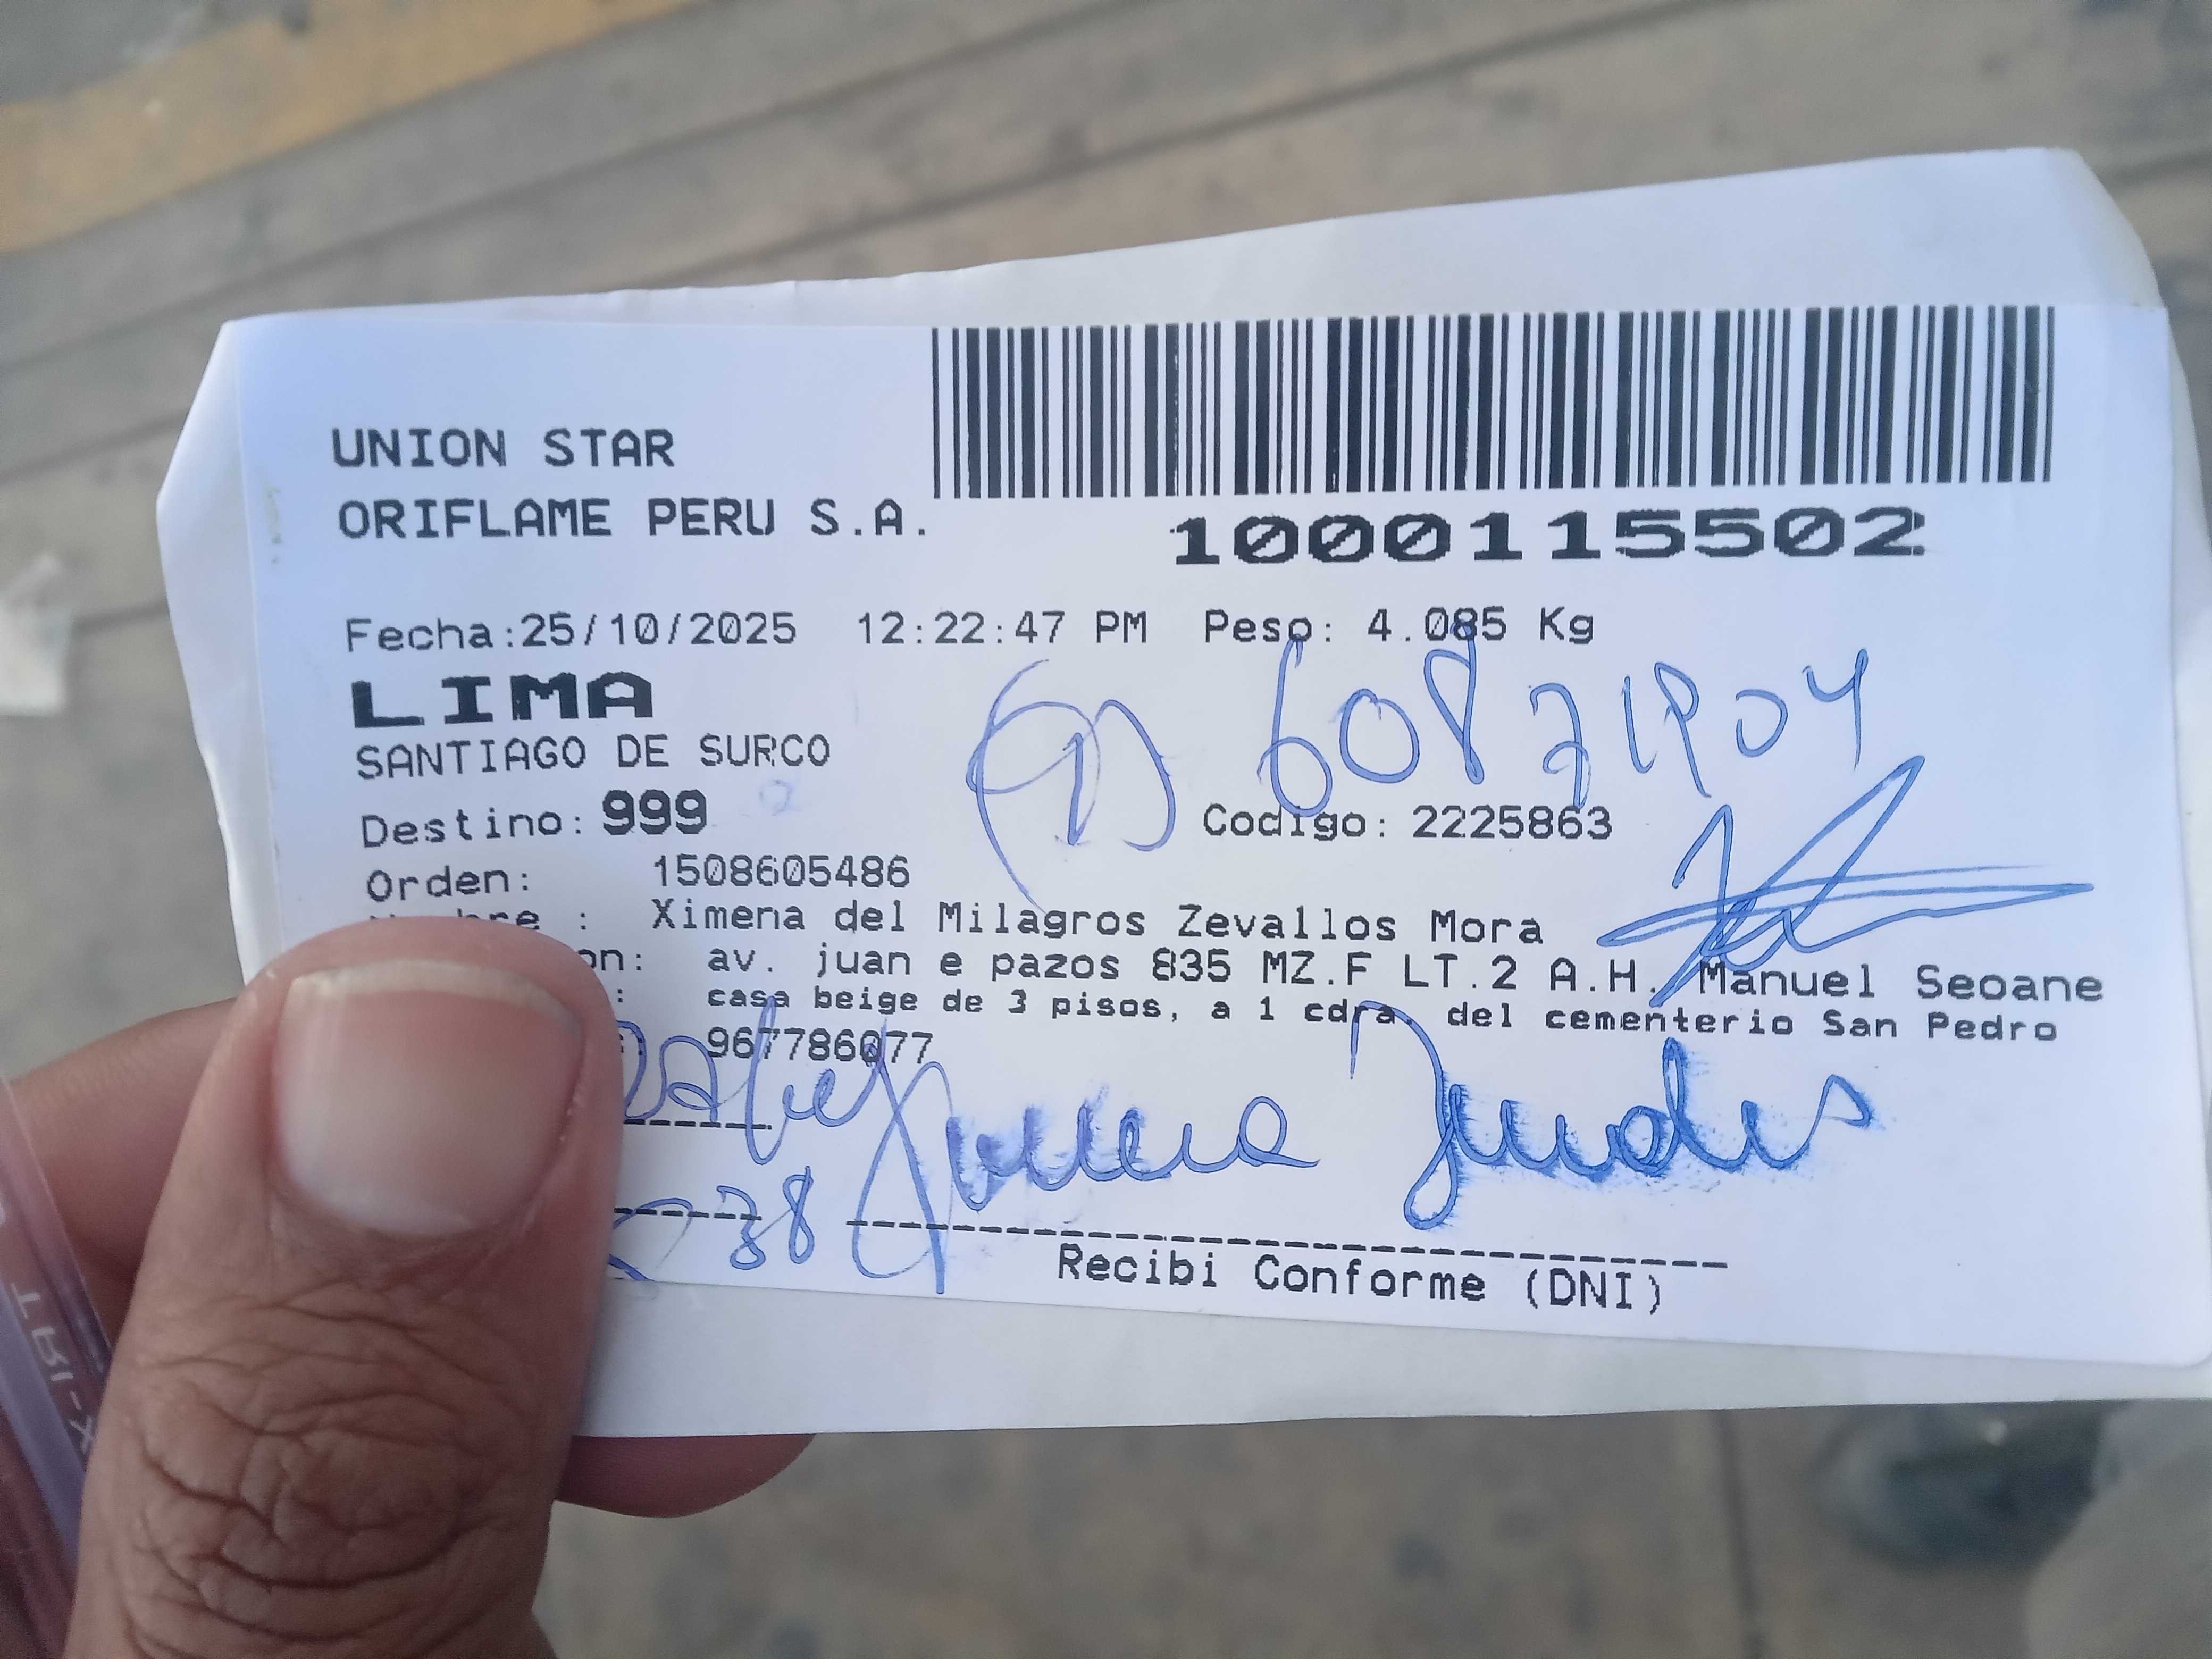 UNION STAR
ORIFLAME PERU S.A.
1000115502
Fecha:25/10/2025 12:22:47 PM Peso: 4.085 Kg
LIMA
SANTIAGO DE SURCO
Destino: 999
Codigo: 2225863
Orden: 1508605486
: Ximena del Milagros Zevallos Mora
av. juan e pazos 835 MZ.F LT.2 A.H. Manuel Seoane
: casa beige de 3 pisos, a 1 cdra. del cementerio San Pedro
967786077
38
Recibi Conforme (DNI)
TRI-X